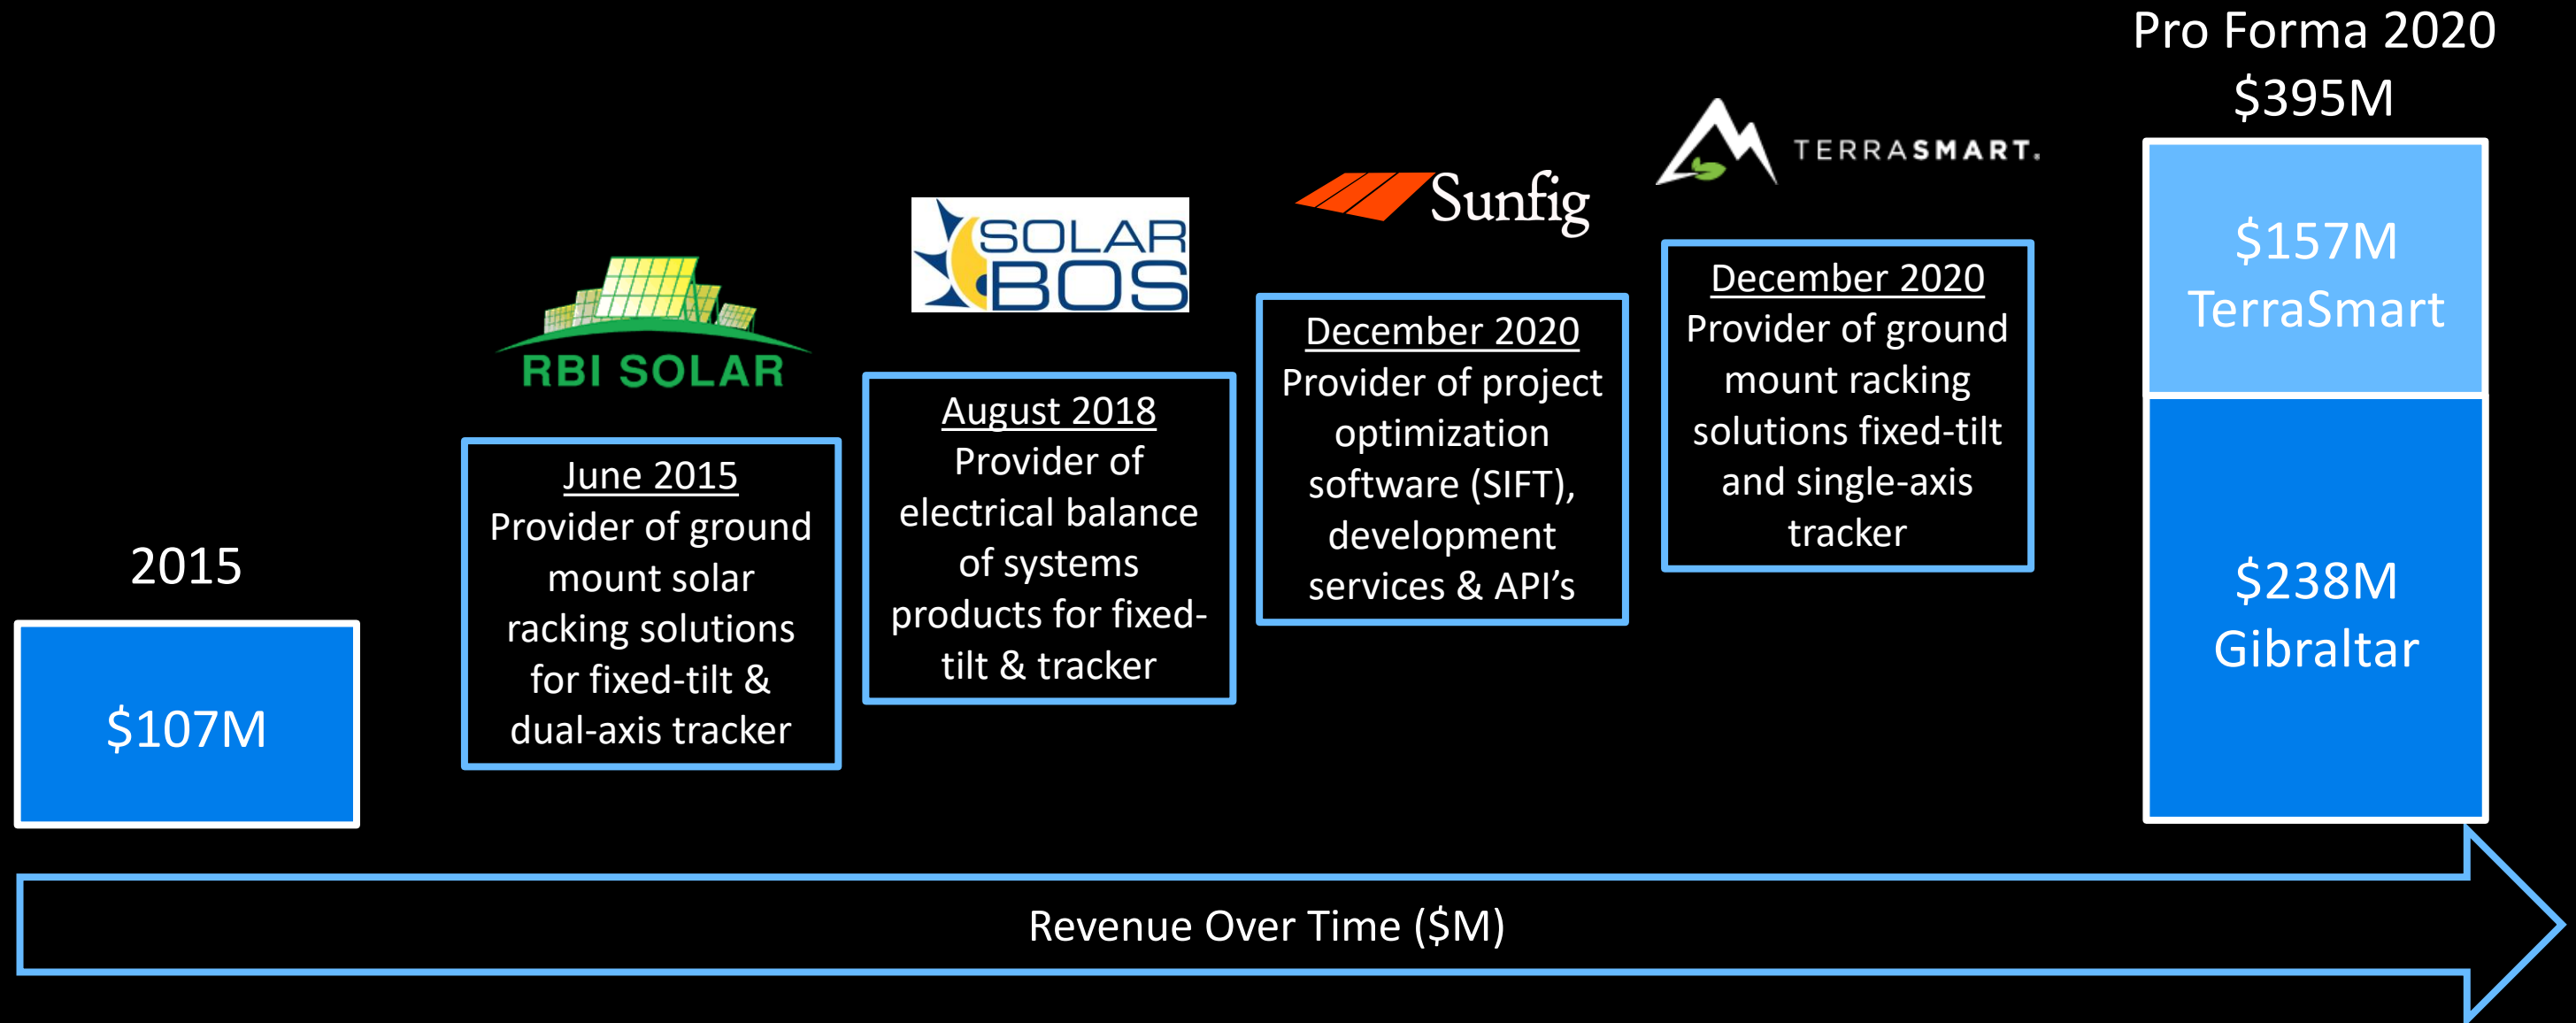 2015
$107M
RBI SOLAR
June 2015
Provider of ground
mount solar
racking solutions
for fixed-tilt &
dual-axis tracker
SOLAR
BOS
August 2018
Provider of
electrical balance
of systems
products for fixed-
tilt & tracker
Sunfig
December 2020
Provider of project
optimization
software (SIFT),
development
services & API’s
TERRASMART.
December 2020
Provider of ground
mount racking
solutions fixed-tilt
and single-axis
tracker
Pro Forma 2020
$395M
$157M
TerraSmart
$238M
Gibraltar
Revenue Over Time ($M)